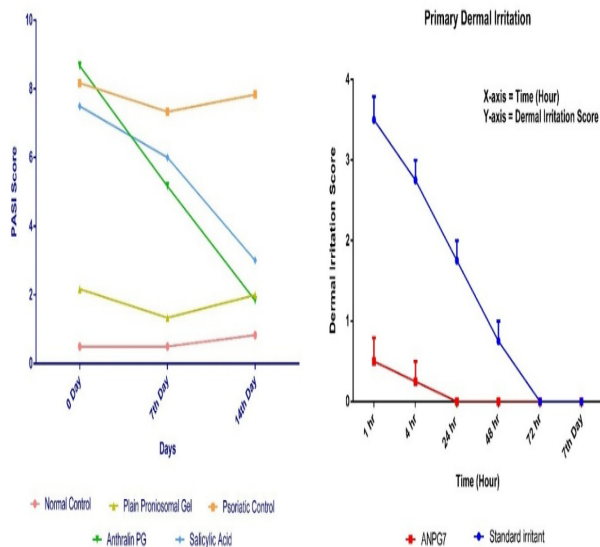 PASI Score
10
8
6
4
2
0
0 Day
7th Day
14th Day
Days
Normal Control
Plain Proniosomal Gel
Psoriatic Control
Anthralin PG
Salicylic Acid
Primary Dermal Irritation
X-axis = Time (Hour)
Y-axis = Dermal Irritation Score
Dermal Irritation Score
4
3
2
1
0
1 hr
4 hr
24 hr
48 hr
72 hr
7th Day
Time (Hour)
ANPG7
Standard irritant